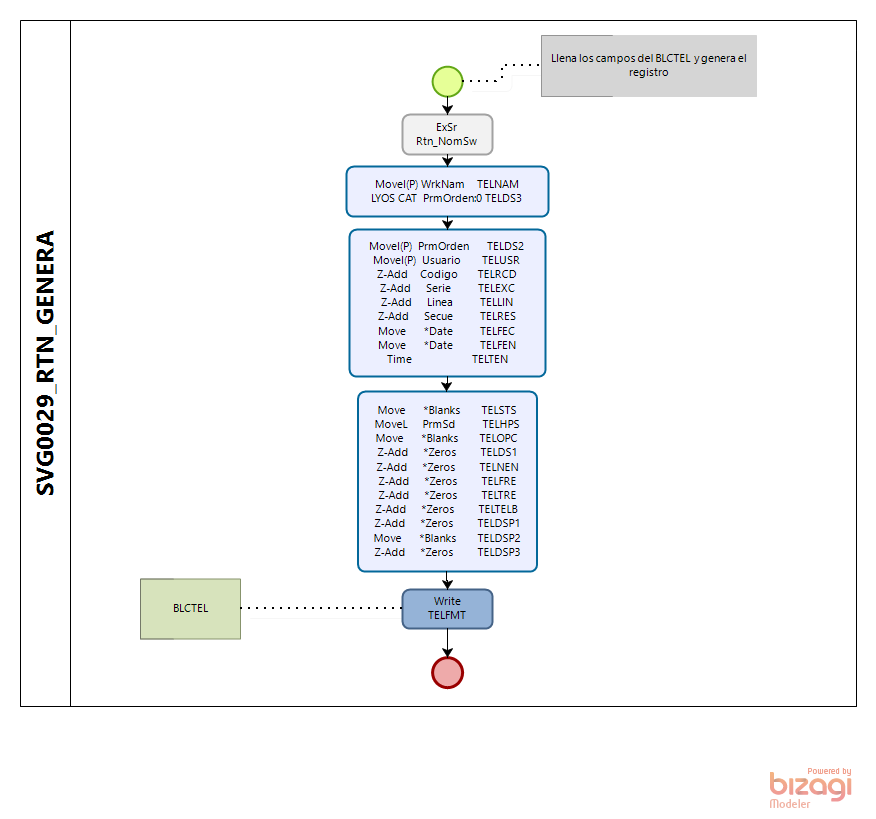 SVG0029_RTN_GENERA
Llena los campos del BLCTEL y genera el
registro
ExSr
Rtn_NomSw
Movel(P) WrkNam TELNAM
LYOS CAT PrmOrden:0 TELDS3
Movel(P) PrmOrden TELDS2
Movel(P) Usuario TELUSR
Z-Add Codigo TELRCD
Z-Add Serie TELEXC
Z-Add Linea TELLIN
Z-Add Secue TELRES
Move *Date TELFEC
Move *Date TELFEN
Time TELTEN
Move *Blanks TELSTS
MoveL PrmSd TELHPS
Move *Blanks TELOPC
Z-Add *Zeros TELDS1
Z-Add *Zeros TELNEN
Z-Add *Zeros TELFRE
Z-Add *Zeros TELTRE
Z-Add *Zeros TELTELB
Z-Add *Zeros TELDSP1
Move *Blanks TELDSP2
Z-Add *Zeros TELDSP3
BLCTEL
Write
TELFMT
Powered by
bizagi
Modeler